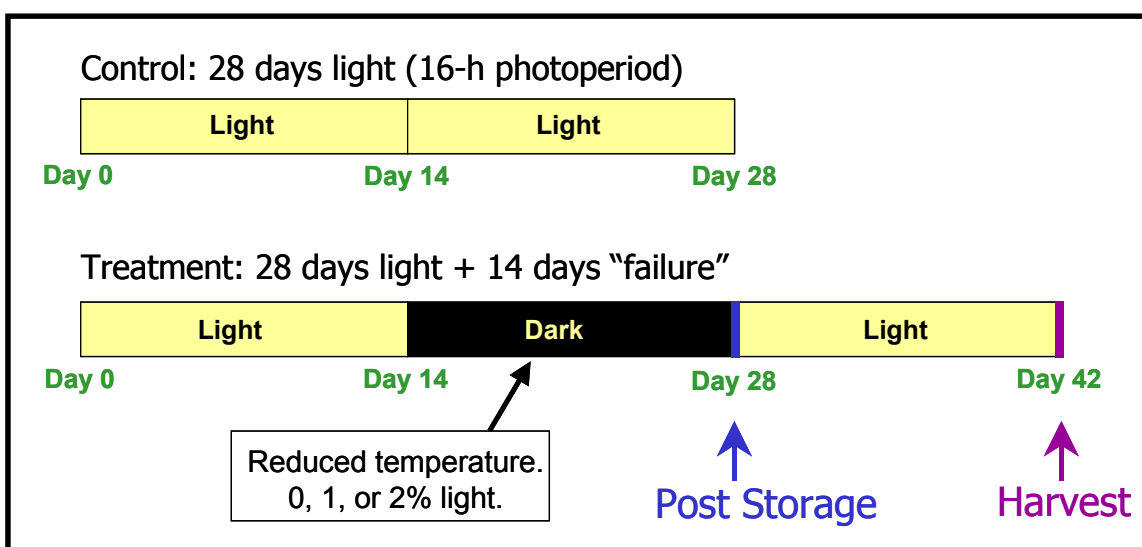 Control: 28 days light (16-h photoperiod)
Light Light
Day 0 Day 14 Day 28
Treatment: 28 days light + 14 days “failure”
Light Dark Light
Day 0 Day 14 Day 28 Day 42
Reduced temperature.
0, 1, or 2% light.
Post Storage Harvest